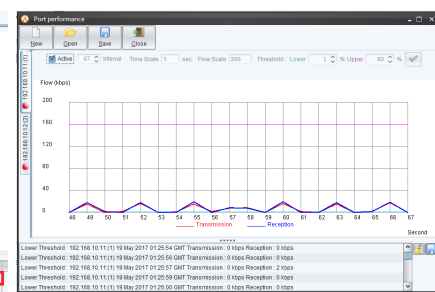 Port performance
New Open Save Close
Active 67 Interval Time Scale 1 sec. Flow Scale 200 Threshold : Lower 1 % Upper 80 %
192.168.10.11:(1)
192.168.10.12:(2)
Flow (kbps)
200
160
120
80
40
0
48 49 50 51 52 53 54 55 56 57 58 59 60 61 62 63 64 65 66 67
Second
Transmission Reception
Lower Threshold : 192.168.10.11:(1) 19 May 2017 01:25:54 GMT Transmission : 0 kbps Reception : 0 kbps
Lower Threshold : 192.168.10.11:(1) 19 May 2017 01:25:56 GMT Transmission : 0 kbps Reception : 0 kbps
Lower Threshold : 192.168.10.11:(1) 19 May 2017 01:25:57 GMT Transmission : 0 kbps Reception : 2 kbps
Lower Threshold : 192.168.10.11:(1) 19 May 2017 01:25:58 GMT Transmission : 0 kbps Reception : 0 kbps
Lower Threshold : 192.168.10.11:(1) 19 May 2017 01:26:00 GMT Transmission : 0 kbps Reception : 0 kbps